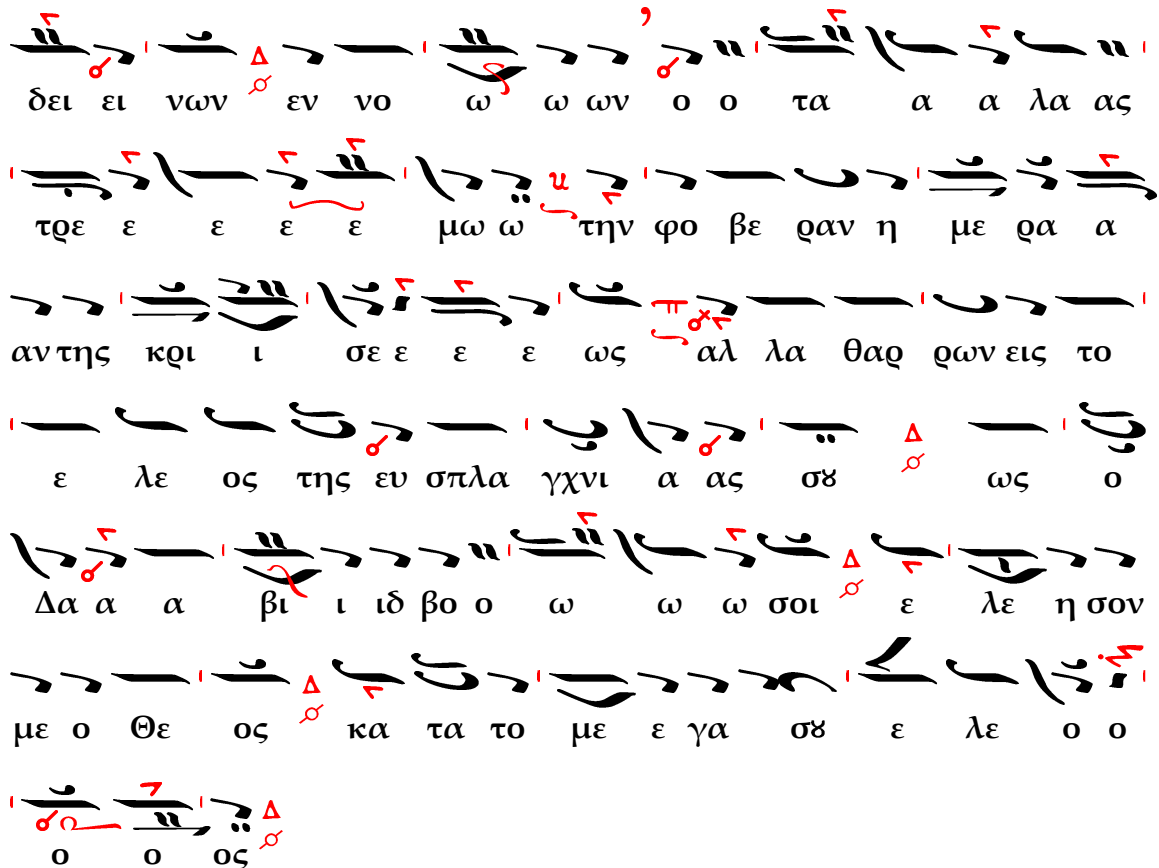 δει ει νων εν νο ω ω ων ο ο τα α α λα ας
τρε ε ε ε ε μω ω την φο βε ραν η με ρα α
αν της κρι ι σε ε ε ε ως αλ λα θαρ ρων εις το
ε λε ος της ευ σπλα γχνι α ας σȣ ως ο
Δα α α α βι ι ιδ βο ο ω ω ω σοι ε λε η σον
με ο Θε ος κα τα το με ε γα σȣ ε λε ο ο
ο ο ος